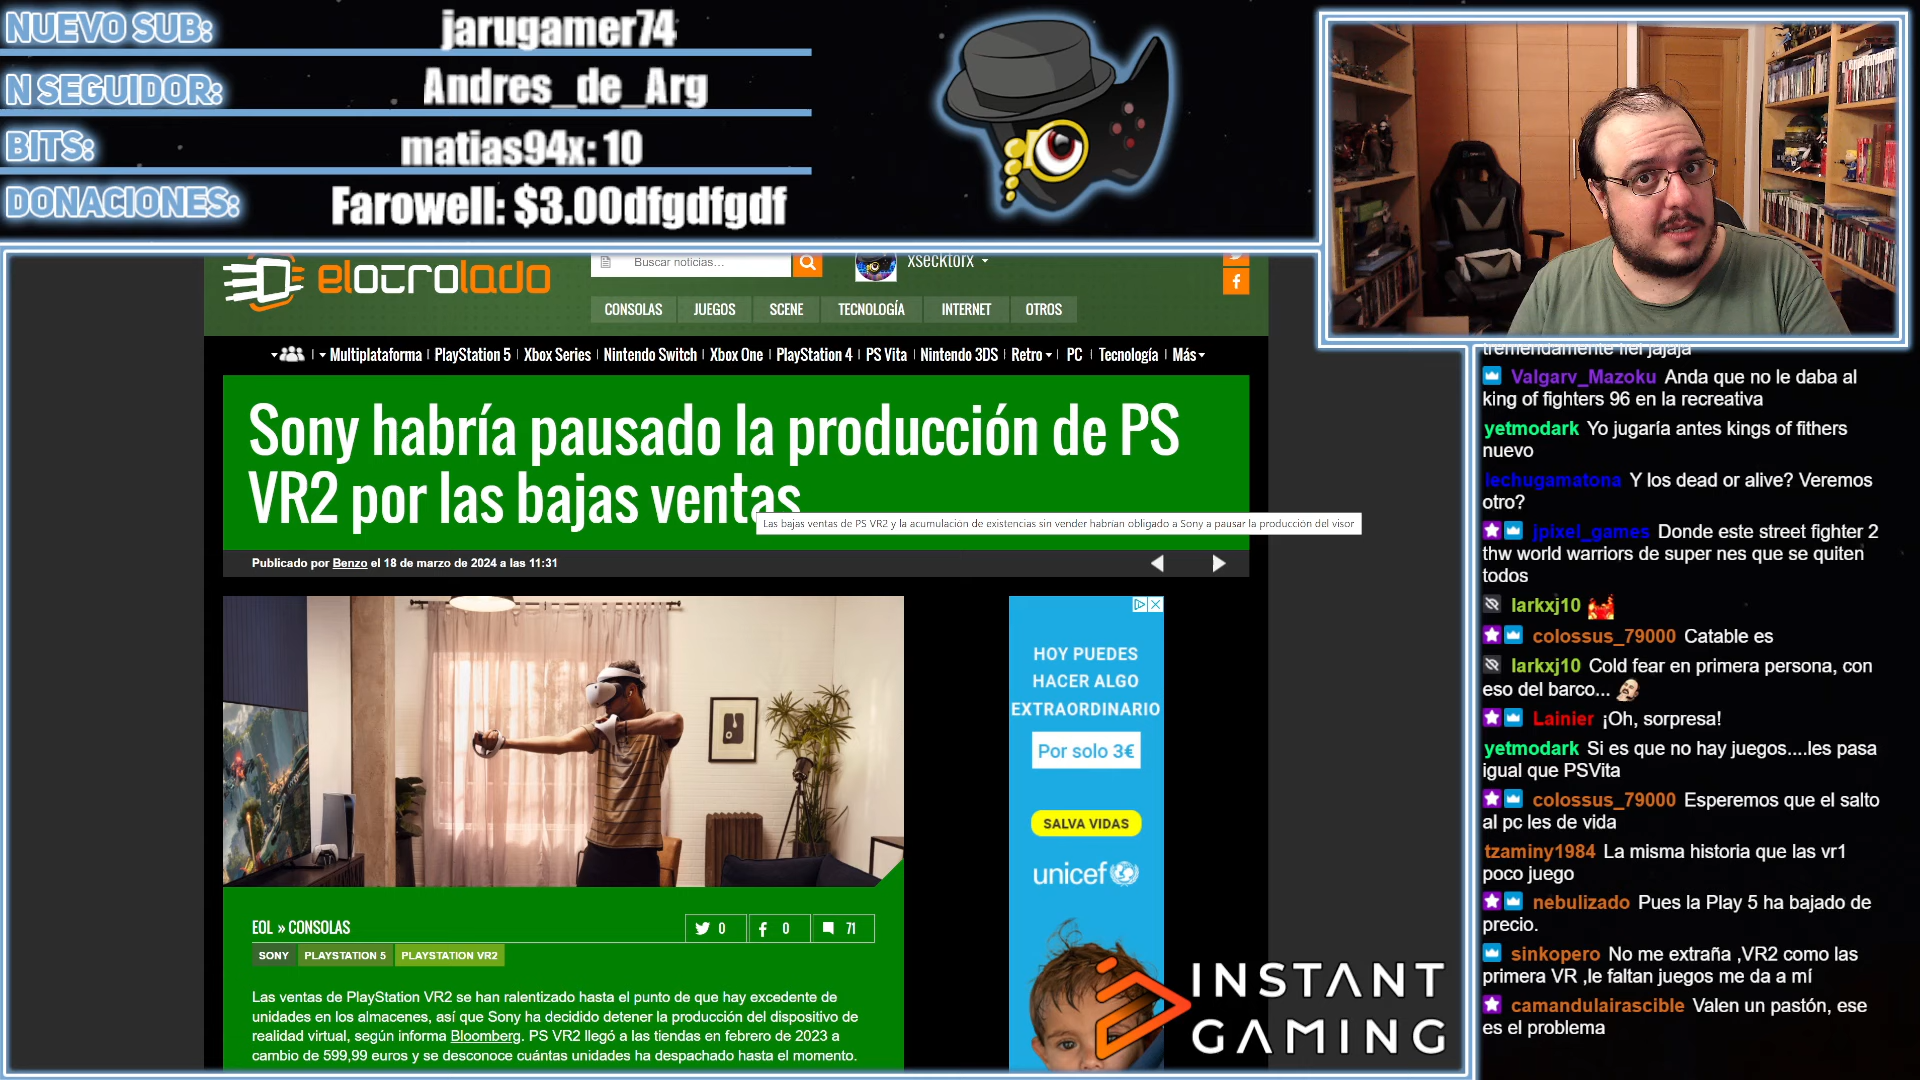 NUEVO SUB:
jarugamer74
N SEGUIDOR:
Andres_de_Arg
BITS:
matias94x: 10
DONACIONES:
Farowell: $3.00dfgdfgdf
elotrolado
Buscar noticias...
xsecktorx
CONSOLAS
JUEGOS
SCENE
TECNOLOGÍA
INTERNET
OTROS
Multiplataforma
PlayStation 5
Xbox Series
Nintendo Switch
Xbox One
PlayStation 4
PS Vita
Nintendo 3DS
Retro
PC
Tecnología
Más
Sony habría pausado la producción de PS
VR2 por las bajas ventas
Las bajas ventas de PS VR2 y la acumulación de existencias sin vender habrían obligado a Sony a pausar la producción del visor
Publicado por Benzo el 18 de marzo de 2024 a las 11:31
HOY PUEDES
HACER ALGO
EXTRAORDINARIO
Por solo 3€
SALVA VIDAS
unicef
EOL » CONSOLAS
0
0
71
SONY
PLAYSTATION 5
PLAYSTATION VR2
Las ventas de PlayStation VR2 se han ralentizado hasta el punto de que hay excedente de
unidades en los almacenes, así que Sony ha decidido detener la producción del dispositivo de
realidad virtual, según informa Bloomberg. PS VR2 llegó a las tiendas en febrero de 2023 a
cambio de 599,99 euros y se desconoce cuántas unidades ha despachado hasta el momento.
INSTANT
GAMING
tremendamente fiel jajaja
Valgarv_Mazoku Anda que no le daba al
king of fighters 96 en la recreativa
yetmodark Yo jugaría antes kings of fithers
nuevo
lechugamatona Y los dead or alive? Veremos
otro?
jpixel_games Donde este street fighter 2
thw world warriors de super nes que se quiten
todos
larkxj10
colossus_79000 Catable es
larkxj10 Cold fear en primera persona, con
eso del barco...
Lainier ¡Oh, sorpresa!
yetmodark Si es que no hay juegos....les pasa
igual que PSVita
colossus_79000 Esperemos que el salto
al pc les de vida
tzaminy1984 La misma historia que las vr1
poco juego
nebulizado Pues la Play 5 ha bajado de
precio.
sinkopero No me extraña ,VR2 como las
primera VR ,le faltan juegos me da a mí
camandulairascible Valen un pastón, ese
es el problema